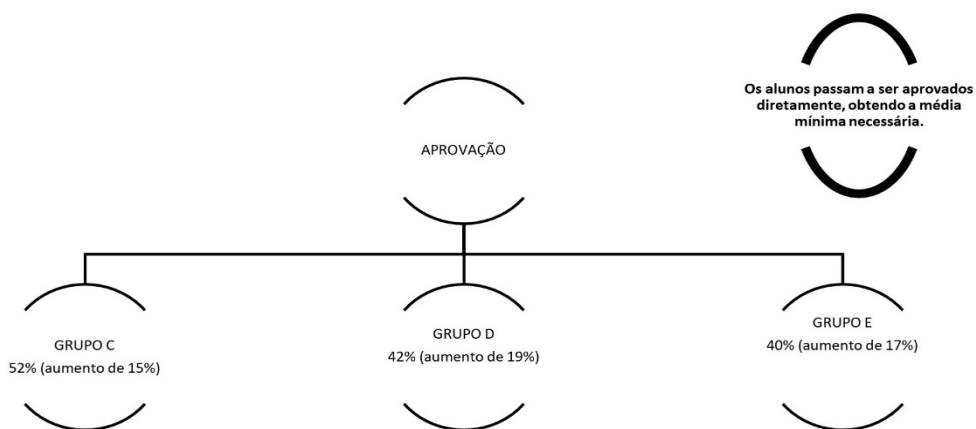 Os alunos passam a ser aprovados
diretamente, obtendo a média
mínima necessária.
APROVAÇÃO
GRUPO C
52% (aumento de 15%)
GRUPO D
42% (aumento de 19%)
GRUPO E
40% (aumento de 17%)